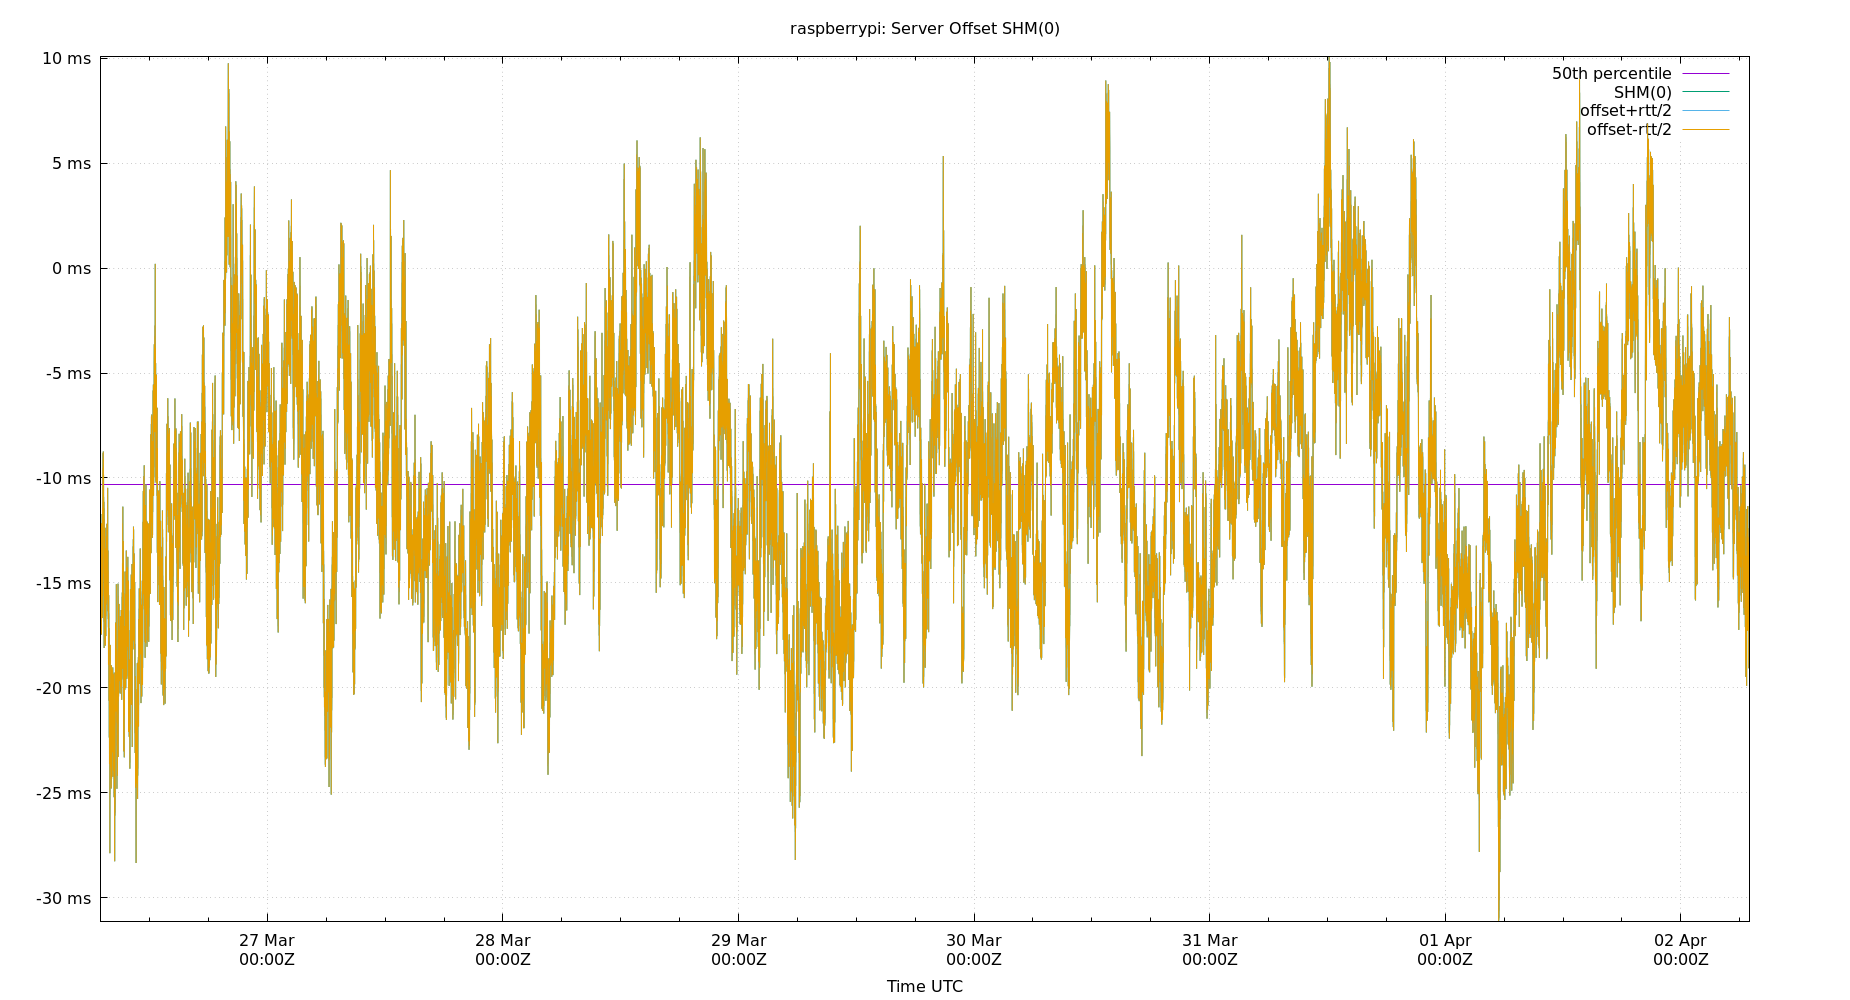 raspberrypi: Server Offset SHM(0)
10 ms
5 ms
0 ms
-5 ms
-10 ms
-15 ms
-20 ms
-25 ms
-30 ms
50th percentile
SHM(0)
offset+rtt/2
offset-rtt/2
27 Mar
00:00Z
28 Mar
00:00Z
29 Mar
00:00Z
30 Mar
00:00Z
31 Mar
00:00Z
01 Apr
00:00Z
02 Apr
00:00Z
Time UTC